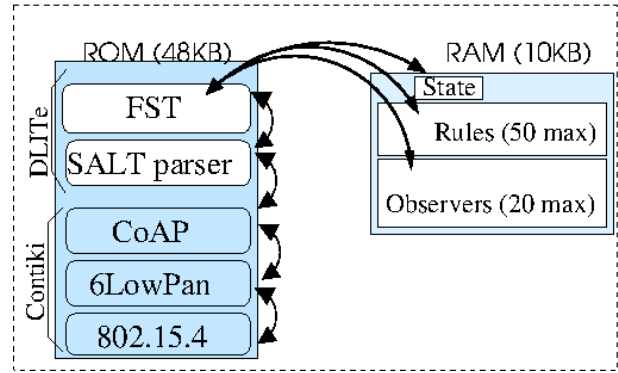 ROM (48KB)
DLITe
FST
SALT parser
Contiki
CoAP
6LowPan
802.15.4
RAM (10KB)
State
Rules (50 max)
Observers (20 max)